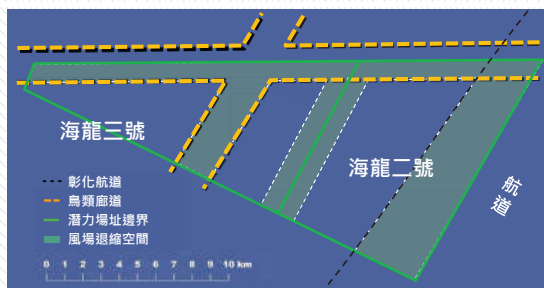 海龍三號
海龍二號
航道
彰化航道
鳥類廊道
潛力場址邊界
風場退縮空間
0 1 2 3 4 5 6 7 8 9 10 km